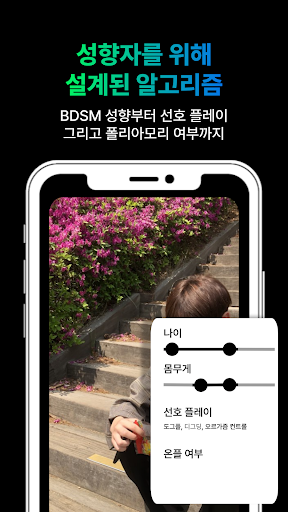 성향자를 위해
설계된 알고리즘
BDSM 성향부터 선호 플레이
그리고 폴리아모리 여부까지
나이
몸무게
선호 플레이
도그플, 디그딩, 오르가즘 컨트롤
온플 여부